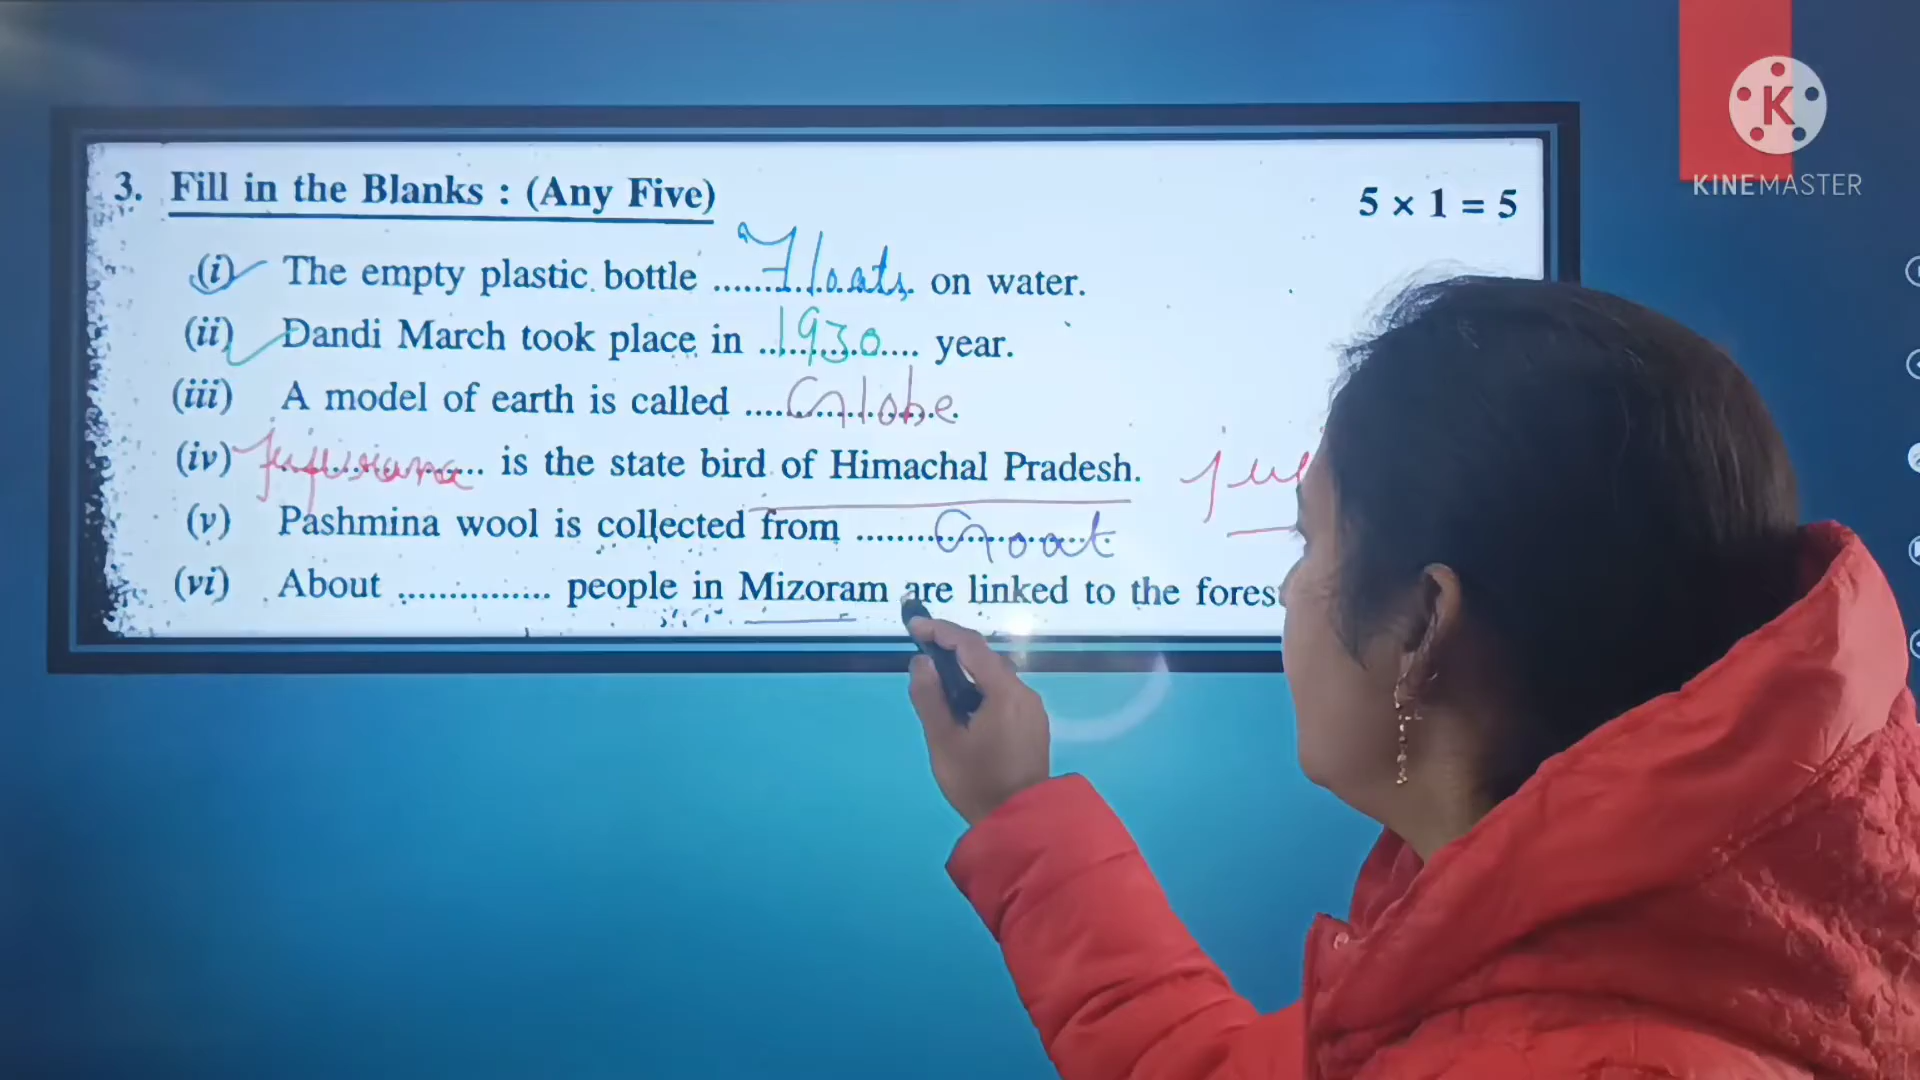 3. Fill in the Blanks : (Any Five) 5 × 1 = 5
(i) The empty plastic bottle .......Floats. on water.
(ii) Dandi March took place in ..1930.... year.
(iii) A model of earth is called ....Globe.
(iv) Jujurana is the state bird of Himachal Pradesh.
(v) Pashmina wool is collected from ........Goat
(vi) About ............... people in Mizoram are linked to the forest
K
KINEMASTER